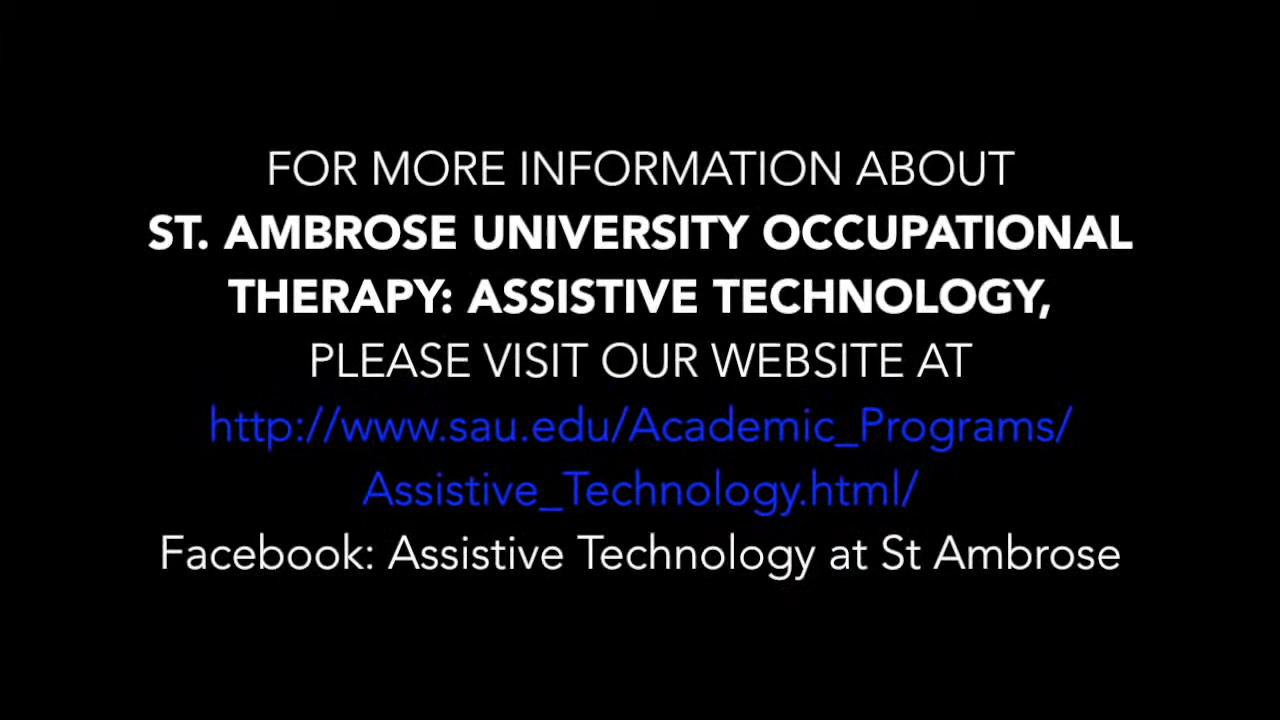 FOR MORE INFORMATION ABOUT
ST. AMBROSE UNIVERSITY OCCUPATIONAL
THERAPY: ASSISTIVE TECHNOLOGY,
PLEASE VISIT OUR WEBSITE AT
http://www.sau.edu/Academic_Programs/
Assistive_Technology.html/
Facebook: Assistive Technology at St Ambrose